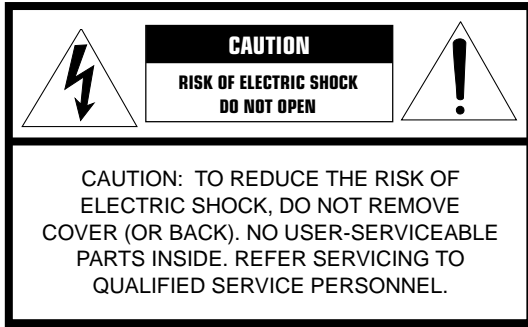 CAUTION
RISK OF ELECTRIC SHOCK
DO NOT OPEN
CAUTION: TO REDUCE THE RISK OF
ELECTRIC SHOCK, DO NOT REMOVE
COVER (OR BACK). NO USER-SERVICEABLE
PARTS INSIDE. REFER SERVICING TO
QUALIFIED SERVICE PERSONNEL.